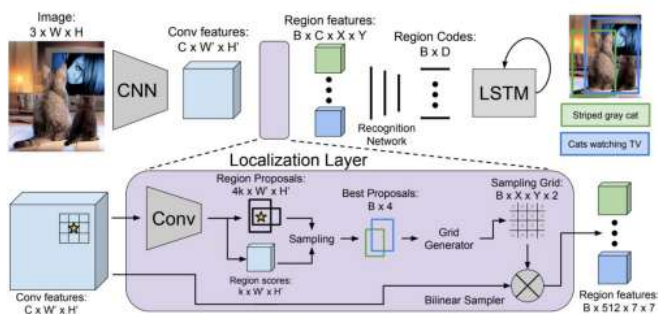 Image:
3 x W x H
CNN
Conv features:
C x W' x H'
Region features:
B x C x X x Y
Region Codes:
B x D
Recognition
Network
LSTM
Striped gray cat
Cats watching TV
Localization Layer
Conv features:
C x W' x H'
Conv
Region Proposals:
4k x W' x H'
Region scores:
k x W' x H'
Sampling
Best Proposals:
B x 4
Grid
Generator
Sampling Grid:
B x X x Y x 2
Bilinear Sampler
Region features:
B x 512 x 7 x 7